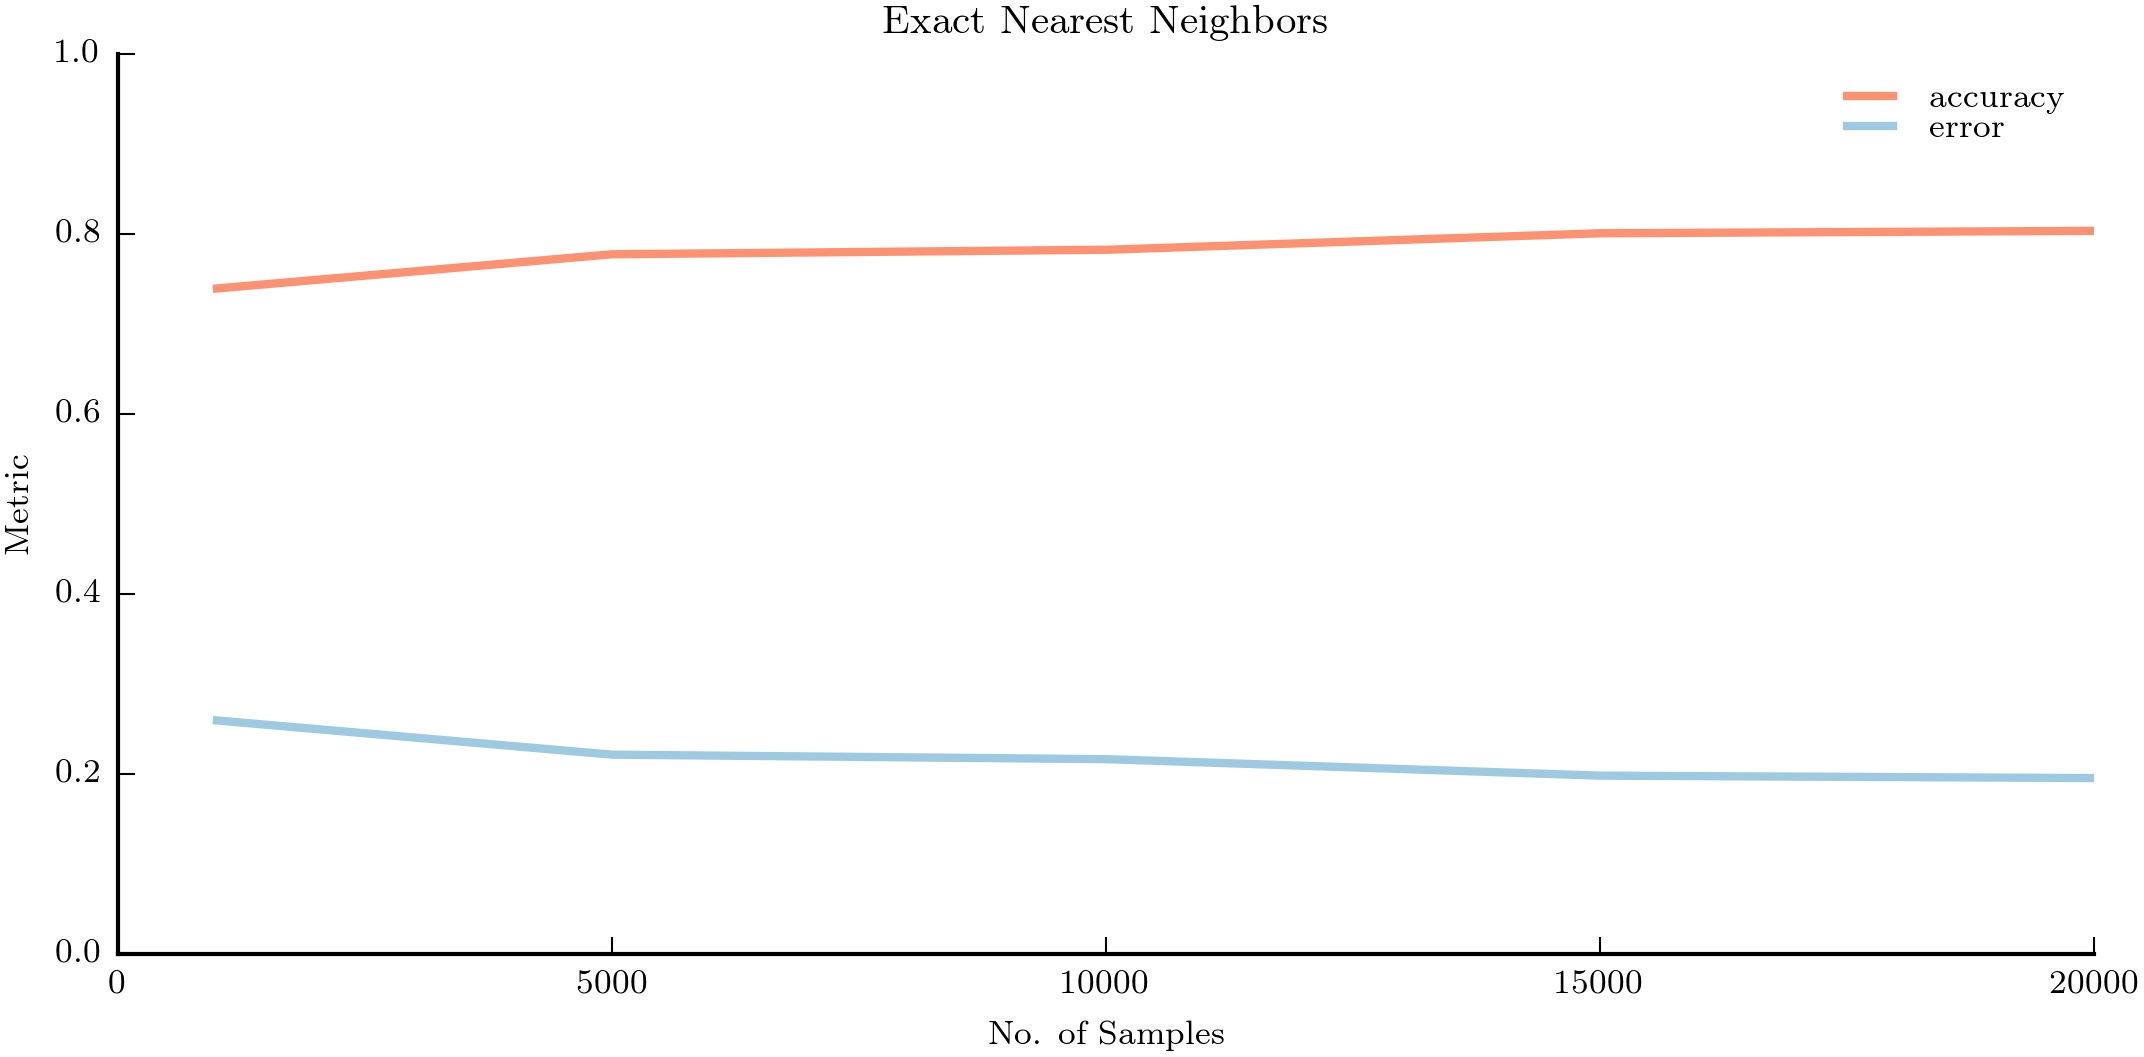 Exact Nearest Neighbors
1.0
accuracy
error
0.8
0.6
Metric
0.4
0.2
0.0
0 5000 10000 15000 20000
No. of Samples